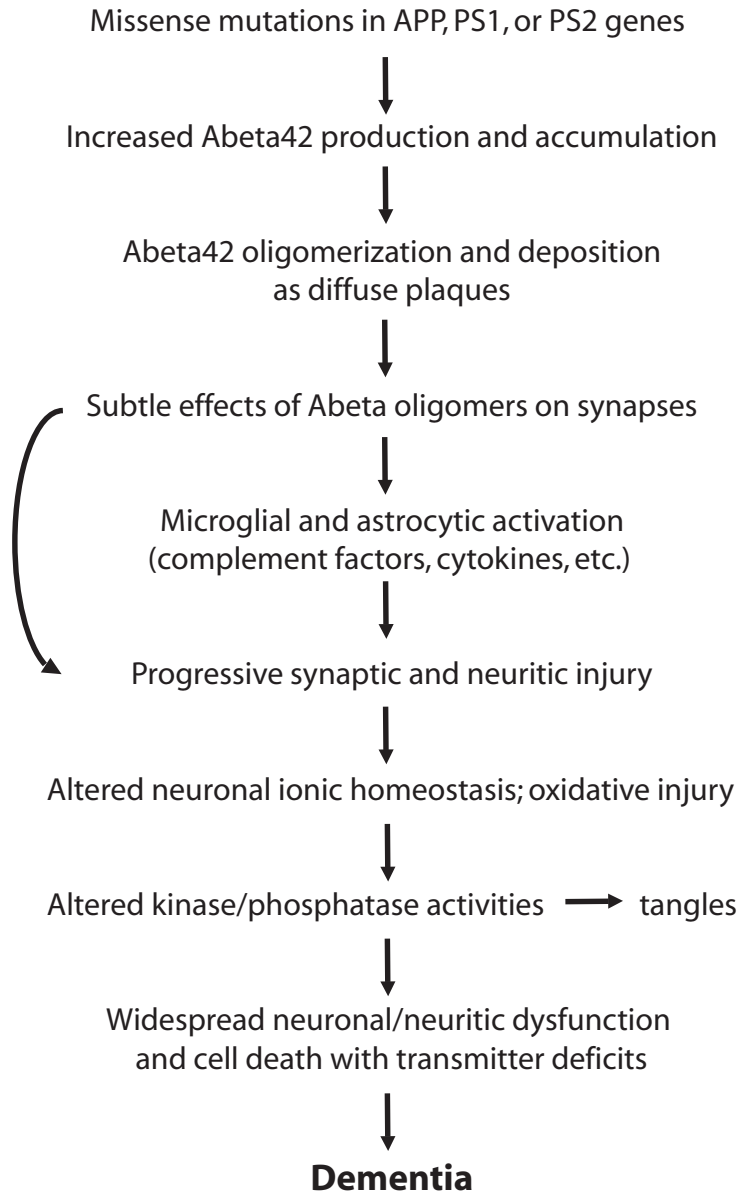 Missense mutations in APP, PS1, or PS2 genes
Increased Abeta42 production and accumulation
Abeta42 oligomerization and deposition
as diffuse plaques
Subtle effects of Abeta oligomers on synapses
Microglial and astrocytic activation
(complement factors, cytokines, etc.)
Progressive synaptic and neuritic injury
Altered neuronal ionic homeostasis; oxidative injury
Altered kinase/phosphatase activities tangles
Widespread neuronal/neuritic dysfunction
and cell death with transmitter deficits
Dementia